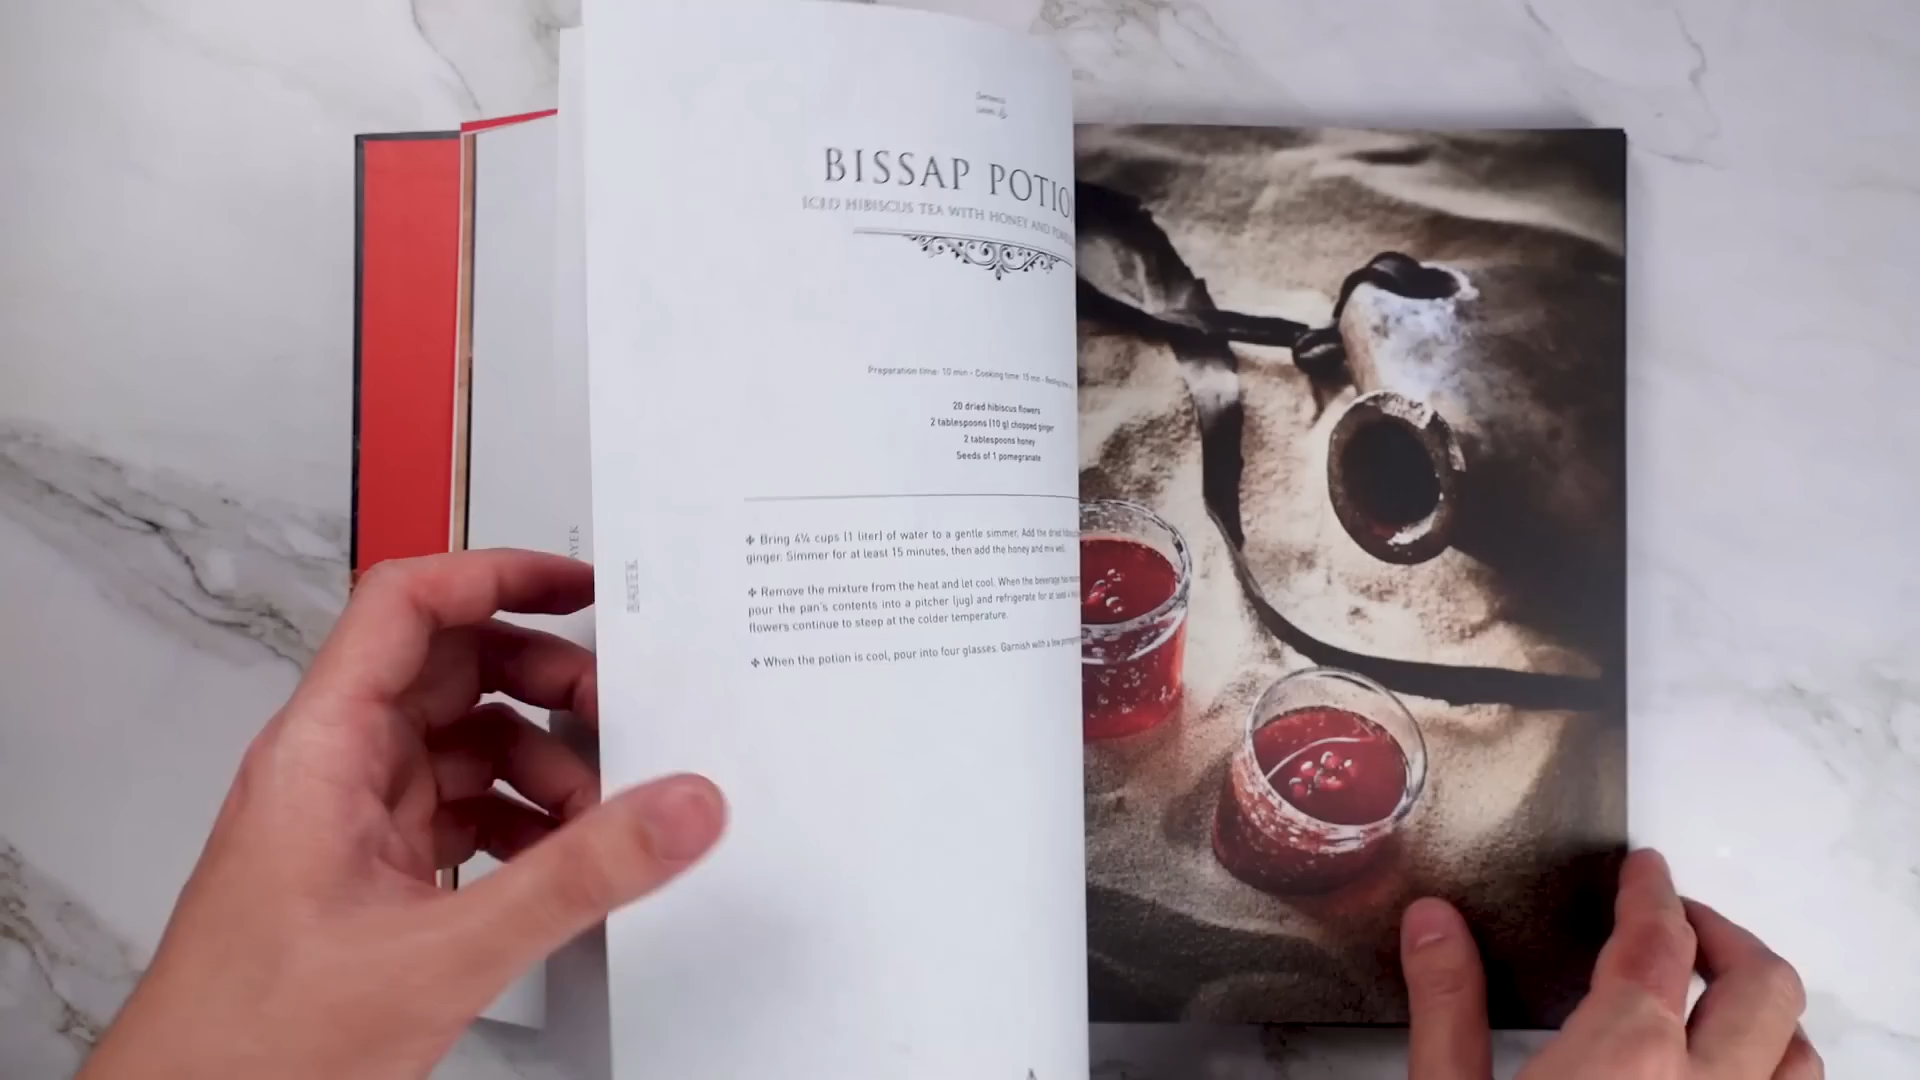 BISSAP POTIO
ICED HIBISCUS TEA WITH HONEY AND
Preparation time: 10 min - Cooking time: 15 min -
20 dried hibiscus flowers
2 tablespoons (10 g) chopped ginger
2 tablespoons honey
Seeds of 1 pomegranate
✤ Bring 4¼ cups (1 liter) of water to a gentle simmer. Add the dried
ginger. Simmer for at least 15 minutes, then add the honey and mix well.
✤ Remove the mixture from the heat and let cool. When the beverage has
pour the pan's contents into a pitcher (jug) and refrigerate for at least
flowers continue to steep at the colder temperature.
✤ When the potion is cool, pour into four glasses. Garnish with a few